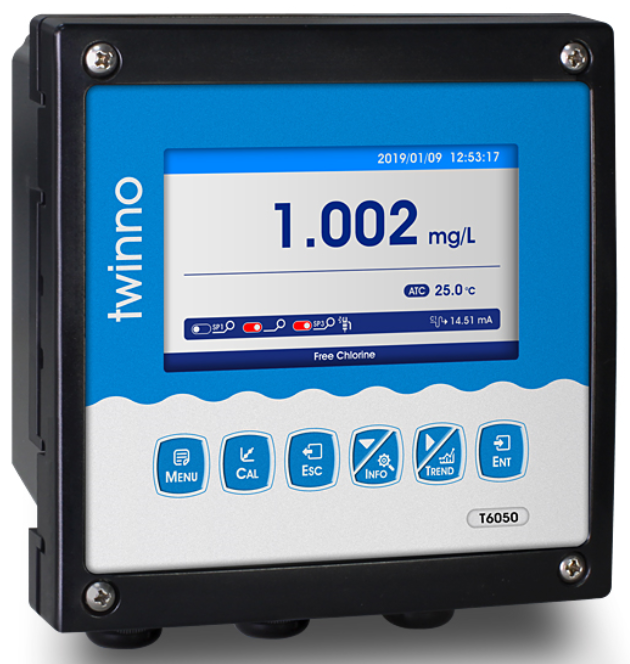 twinno
2019/01/09 12:53:17
1.002 mg/L
ATC 25.0 °C
SP1 SP3 14.51 mA
Free Chlorine
MENU CAL ESC INFO TREND ENT
T6050